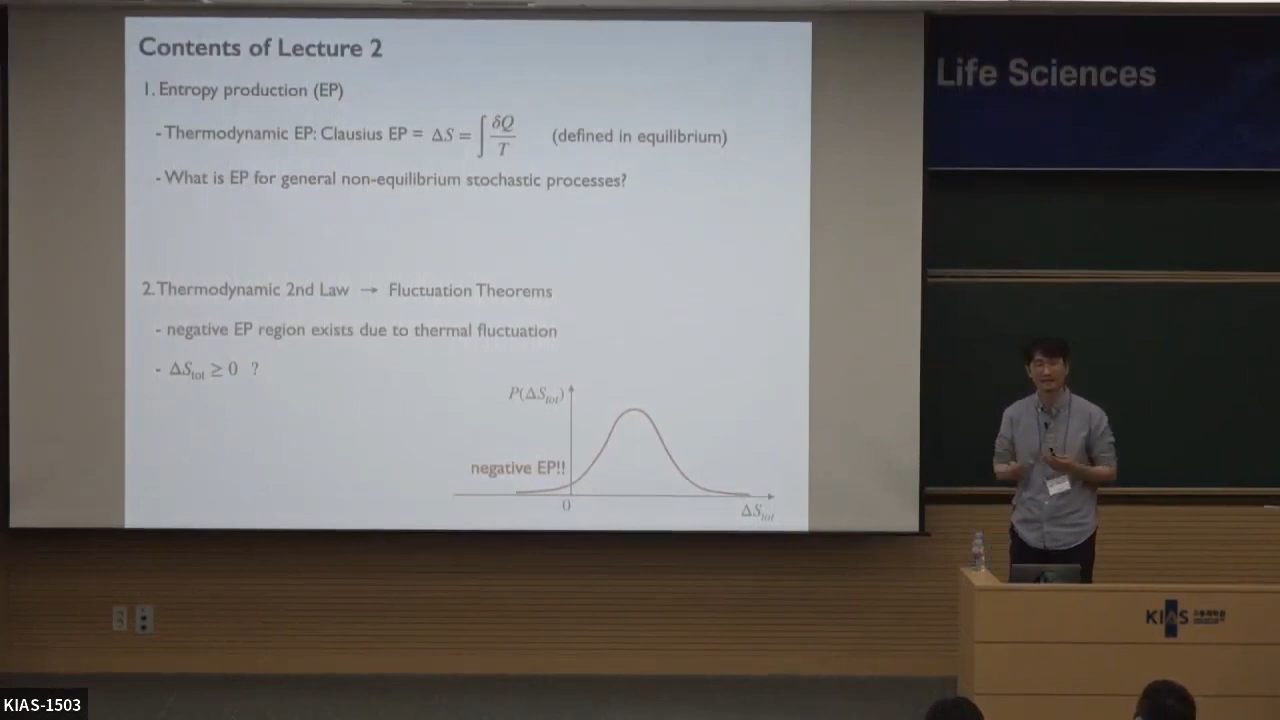 Contents of Lecture 2
1. Entropy production (EP)
- Thermodynamic EP: Clausius EP = ΔS = ∫ δQ / T (defined in equilibrium)
- What is EP for general non-equilibrium stochastic processes?
2. Thermodynamic 2nd Law → Fluctuation Theorems
- negative EP region exists due to thermal fluctuation
- ΔS_tot ≥ 0 ?
P(ΔS_tot)
negative EP!!
0
ΔS_tot
Life Sciences
KIAS
KIAS-1503